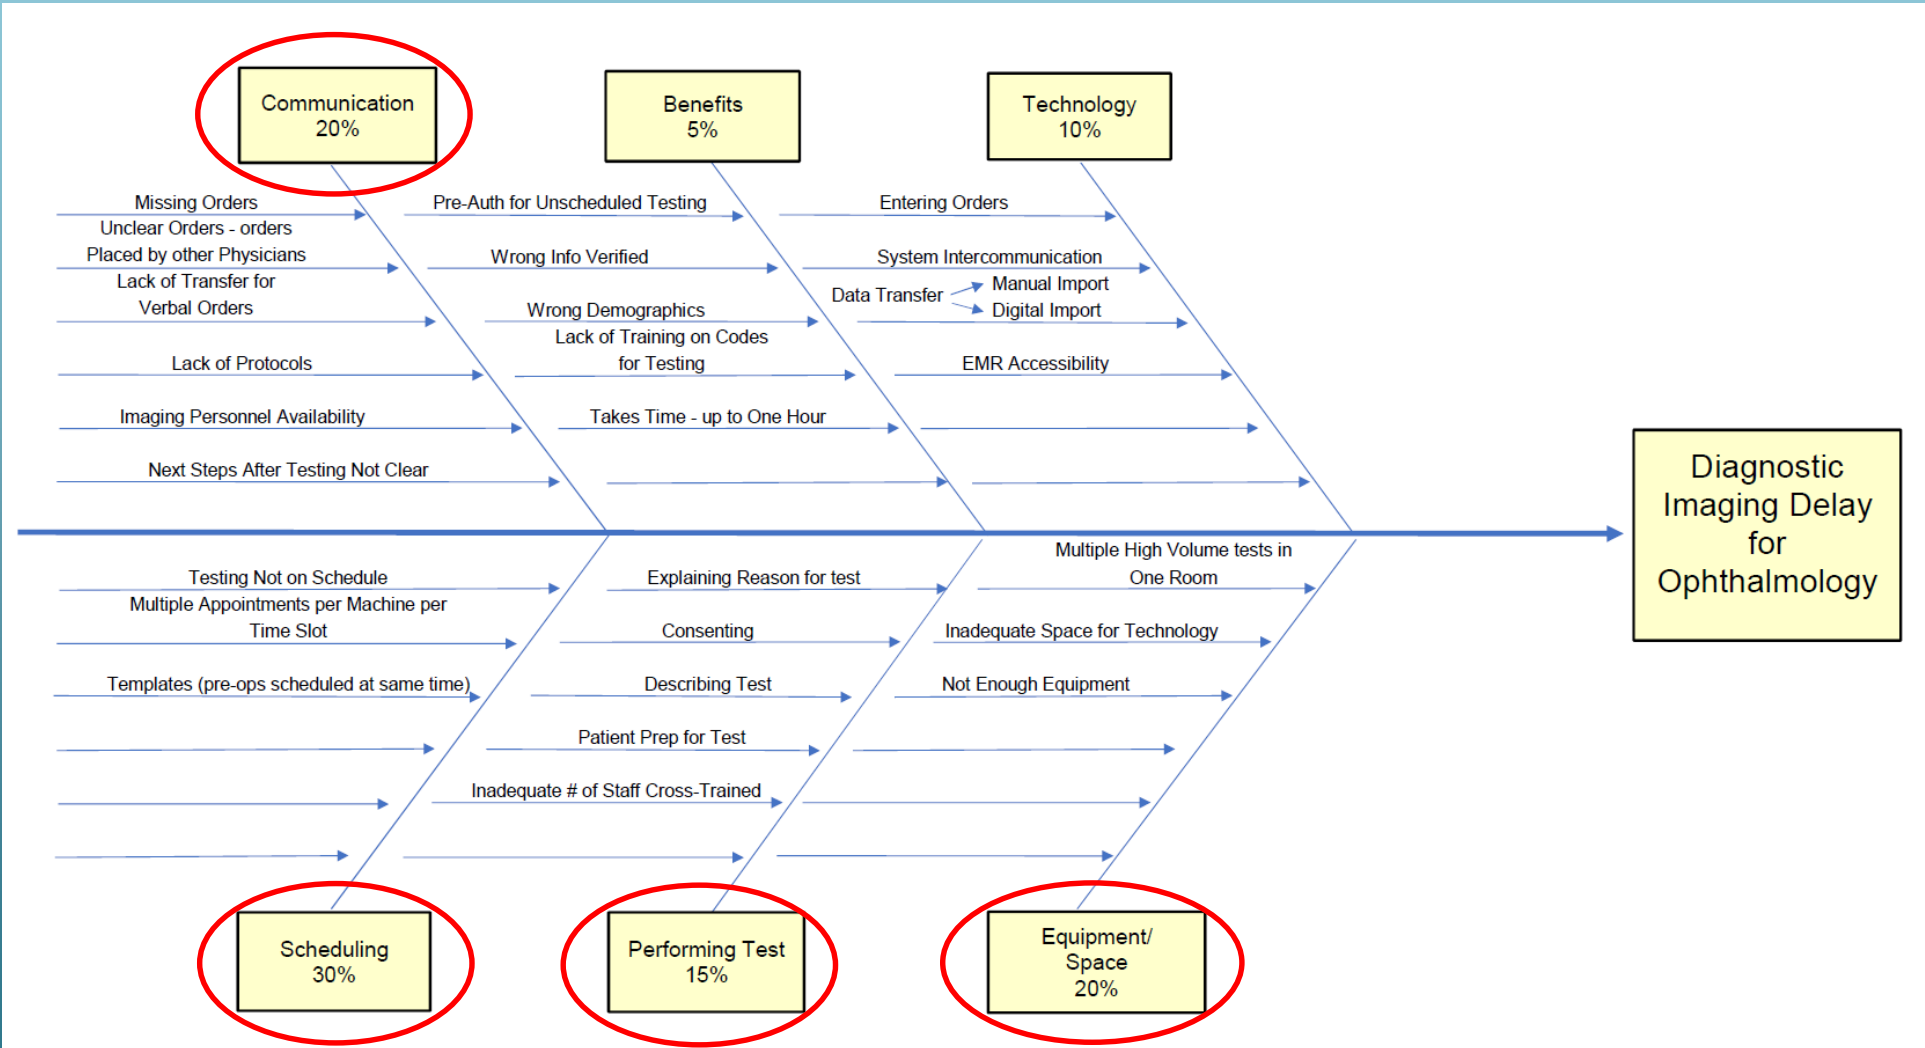 Communication
20%
Benefits
5%
Technology
10%
Missing Orders
Unclear Orders - orders
Placed by other Physicians
Lack of Transfer for
Verbal Orders
Lack of Protocols
Imaging Personnel Availability
Next Steps After Testing Not Clear
Pre-Auth for Unscheduled Testing
Wrong Info Verified
Wrong Demographics
Lack of Training on Codes
for Testing
Takes Time - up to One Hour
Entering Orders
System Intercommunication
Data Transfer
Manual Import
Digital Import
EMR Accessibility
Diagnostic
Imaging Delay
for
Ophthalmology
Testing Not on Schedule
Multiple Appointments per Machine per
Time Slot
Templates (pre-ops scheduled at same time)
Explaining Reason for test
Consenting
Describing Test
Patient Prep for Test
Inadequate # of Staff Cross-Trained
Multiple High Volume tests in
One Room
Inadequate Space for Technology
Not Enough Equipment
Scheduling
30%
Performing Test
15%
Equipment/
Space
20%